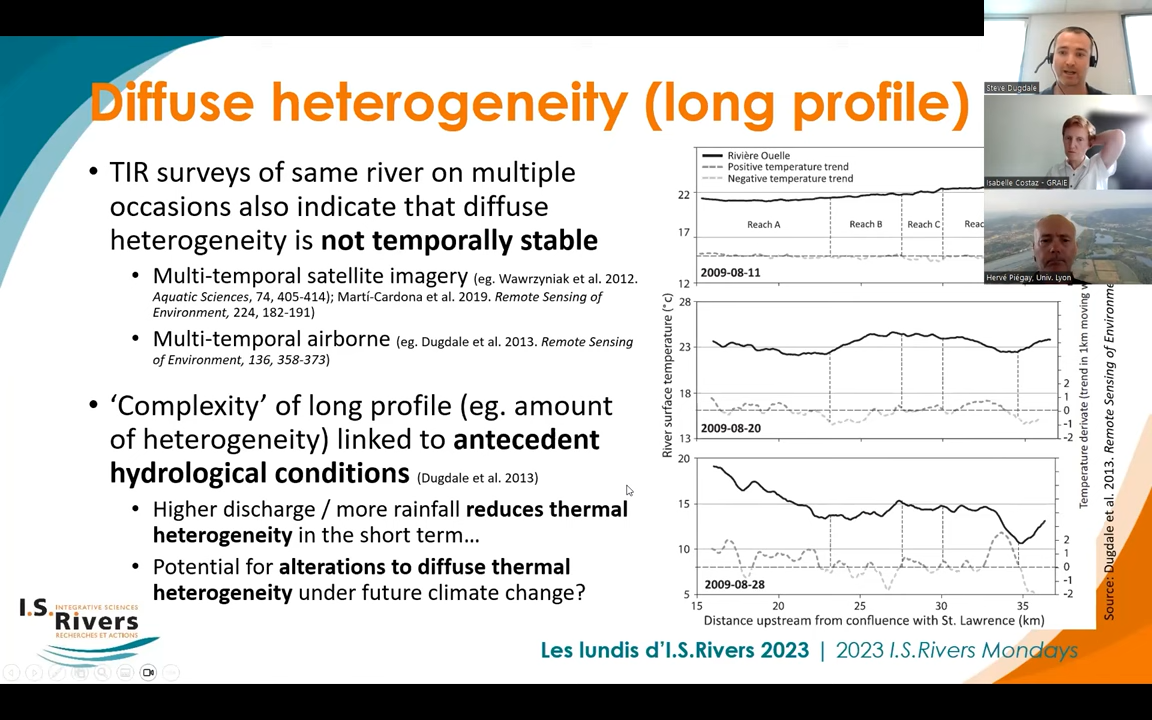 Diffuse heterogeneity (long profile)
• TIR surveys of same river on multiple
occasions also indicate that diffuse
heterogeneity is not temporally stable
• Multi-temporal satellite imagery (eg. Wawrzyniak et al. 2012.
Aquatic Sciences, 74, 405-414); Martí-Cardona et al. 2019. Remote Sensing of
Environment, 224, 182-191)
• Multi-temporal airborne (eg. Dugdale et al. 2013. Remote Sensing
of Environment, 136, 358-373)
• ‘Complexity’ of long profile (eg. amount
of heterogeneity) linked to antecedent
hydrological conditions (Dugdale et al. 2013)
• Higher discharge / more rainfall reduces thermal
heterogeneity in the short term…
• Potential for alterations to diffuse thermal
heterogeneity under future climate change?
Rivière Ouelle
Positive temperature trend
Negative temperature trend
22
17
12
Reach A
Reach B
Reach C
Reac
2009-08-11
28
23
18
13
2
1
0
-1
-2
2009-08-20
20
15
10
5
2
1
0
-1
-2
2009-08-28
15
20
25
30
35
Distance upstream from confluence with St. Lawrence (km)
River surface temperature (°c)
Temperature derivate (trend in 1km moving
Source: Dugdale et al. 2013. Remote Sensing of Environme
Steve Dugdale
Isabelle Costaz - GRAIE
Hervé Piégay, Univ. Lyon
I.S.
INTEGRATIVE SCIENCES
Rivers
RECHERCHES ET ACTIONS
Les lundis d’I.S.Rivers 2023 | 2023 I.S.Rivers Mondays